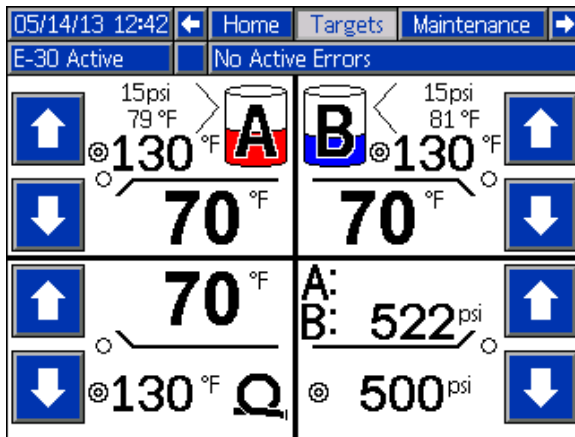 05/14/13 12:42 Home Targets Maintenance
E-30 Active No Active Errors
15psi
79 °F
130 °F
A
70 °F
B
15psi
81 °F
130 °F
70 °F
70 °F
130 °F
A:
B: 522 psi
500 psi